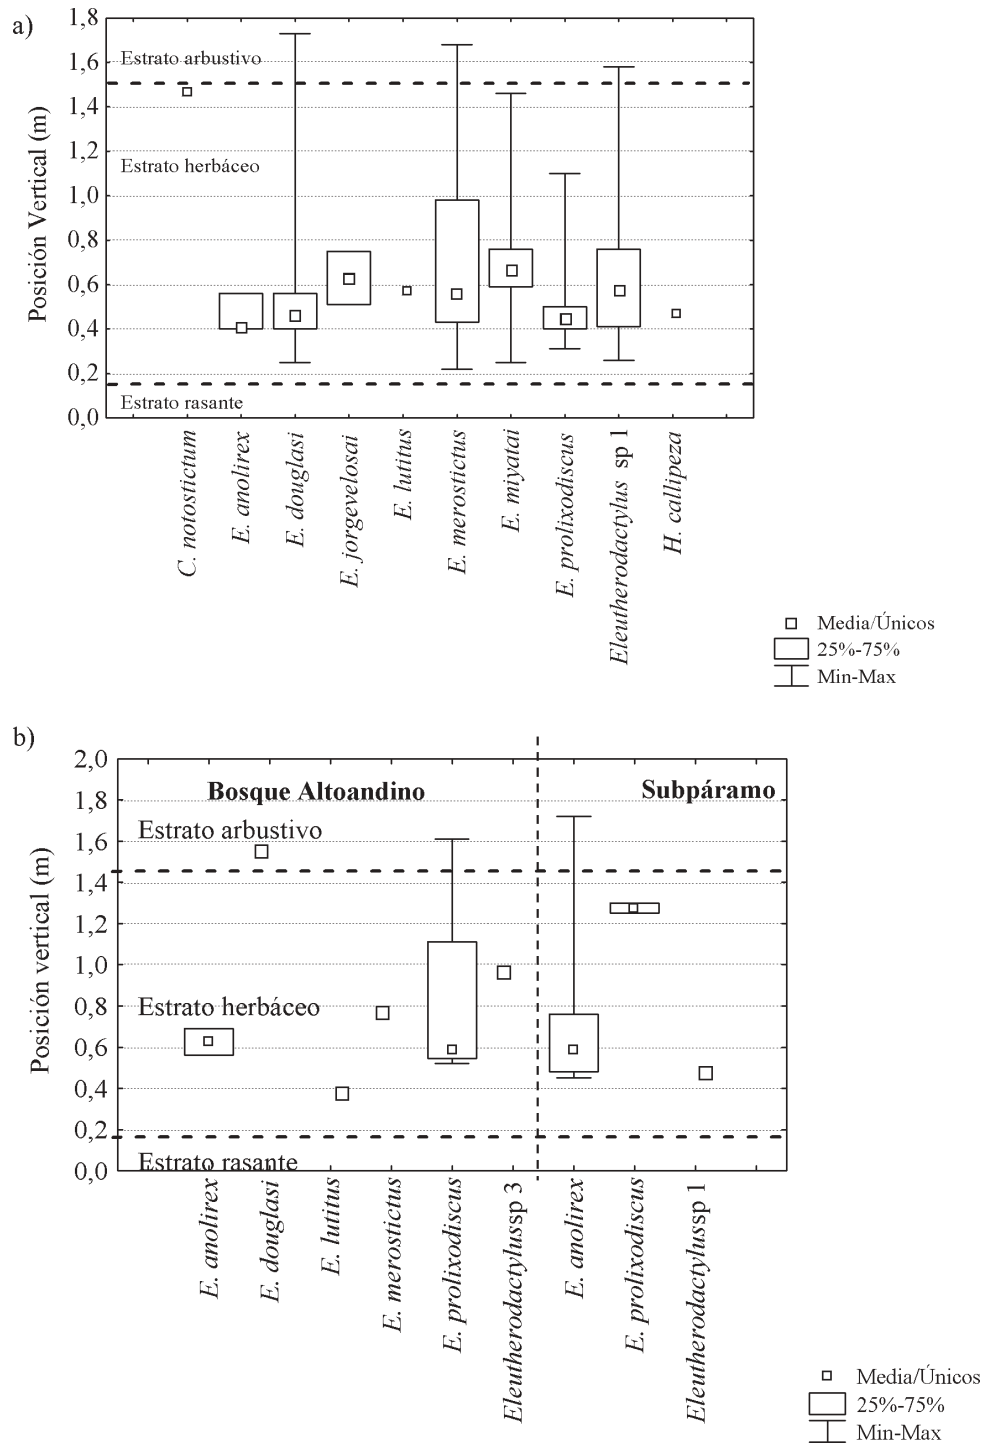 a)
Posición Vertical (m)
1,8
1,6
1,4
1,2
1,0
0,8
0,6
0,4
0,2
0,0
Estrato arbustivo
Estrato herbáceo
Estrato rasante
C. notostictum
E. anolirex
E. douglasi
E. jorgevelosai
E. lutitus
E. merostictus
E. miyatai
E. prolixodiscus
Eleutherodactylus sp 1
H. callipeza
Media/Únicos
25%-75%
Min-Max
b)
Posición vertical (m)
2,0
1,8
1,6
1,4
1,2
1,0
0,8
0,6
0,4
0,2
0,0
Bosque Altoandino
Subpáramo
Estrato arbustivo
Estrato herbáceo
Estrato rasante
E. anolirex
E. douglasi
E. lutitus
E. merostictus
E. prolixodiscus
Eleutherodactylussp 3
E. anolirex
E. prolixodiscus
Eleutherodactylussp 1
Media/Únicos
25%-75%
Min-Max